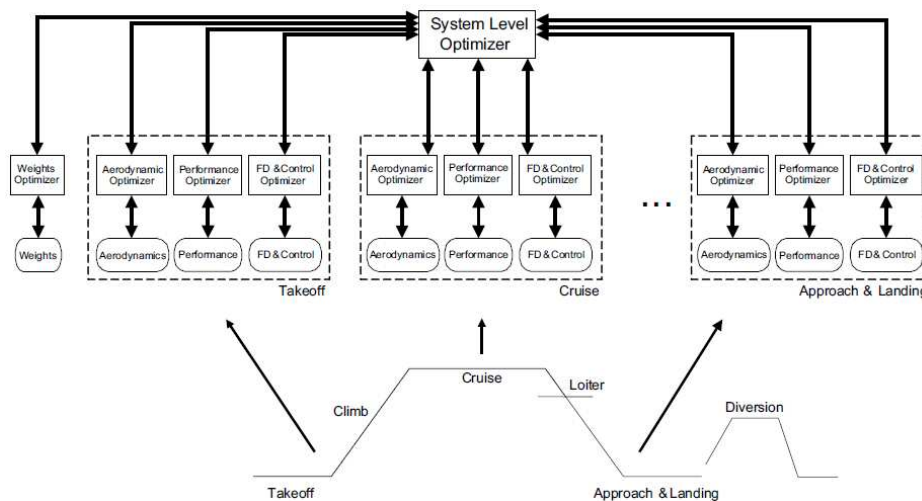 System Level
Optimizer
Weights
Optimizer
Aerodynamic
Optimizer
Performance
Optimizer
FD & Control
Optimizer
Aerodynamic
Optimizer
Performance
Optimizer
FD & Control
Optimizer
...
Aerodynamic
Optimizer
Performance
Optimizer
FD & Control
Optimizer
Weights
Aerodynamics
Performance
FD & Control
Aerodynamics
Performance
FD & Control
Aerodynamics
Performance
FD & Control
Takeoff
Cruise
Approach & Landing
Cruise
Loiter
Climb
Diversion
Takeoff
Approach & Landing